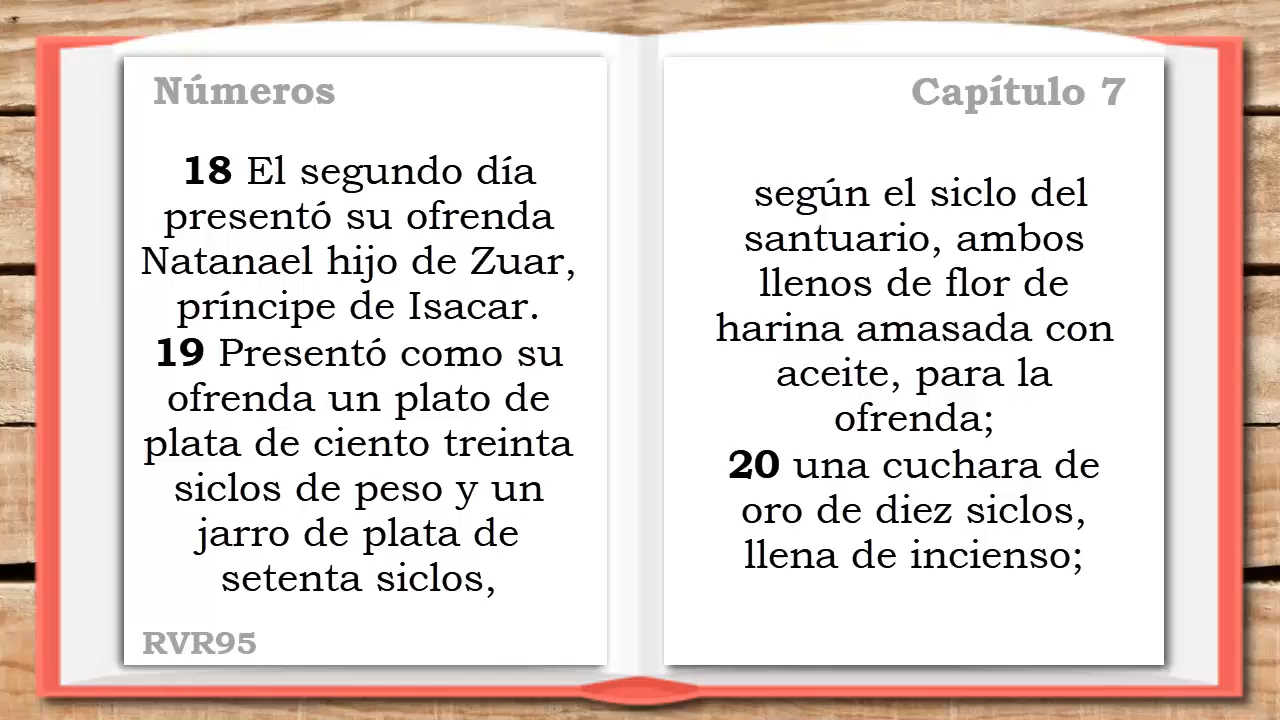 Números
18 El segundo día
presentó su ofrenda
Natanael hijo de Zuar,
príncipe de Isacar.
19 Presentó como su
ofrenda un plato de
plata de ciento treinta
siclos de peso y un
jarro de plata de
setenta siclos,
RVR95
Capítulo 7
según el siclo del
santuario, ambos
llenos de flor de
harina amasada con
aceite, para la
ofrenda;
20 una cuchara de
oro de diez siclos,
llena de incienso;